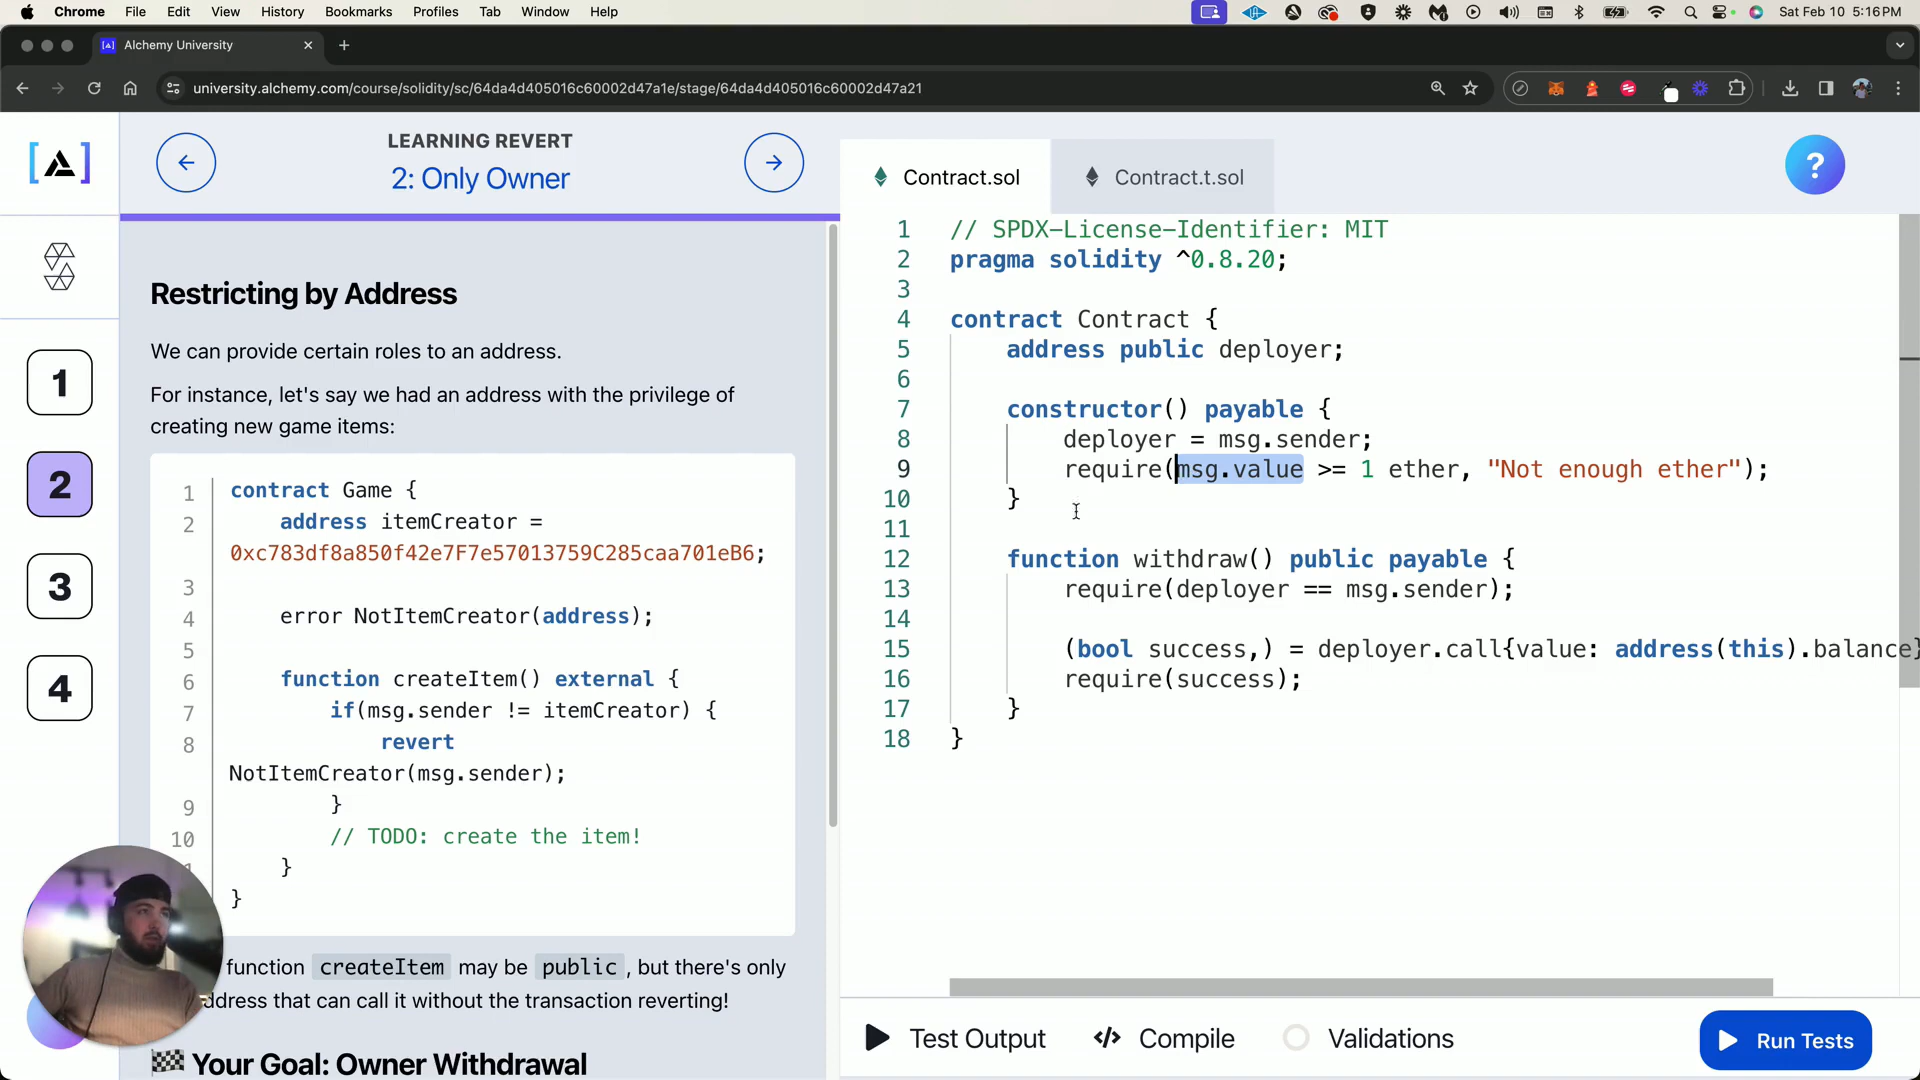 Chrome File Edit View History Bookmarks Profiles Tab Window Help Sat Feb 10 5:16 PM
Alchemy University
university.alchemy.com/course/solidity/sc/64da4d405016c60002d47a1e/stage/64da4d405016c60002d47a21
LEARNING REVERT
2: Only Owner
1
2
3
4
Restricting by Address
We can provide certain roles to an address.
For instance, let's say we had an address with the privilege of
creating new game items:
1 contract Game {
2 address itemCreator =
0xc783df8a850f42e7F7e57013759C285caa701eB6;
3
4 error NotItemCreator(address);
5
6 function createItem() external {
7 if(msg.sender != itemCreator) {
8 revert
NotItemCreator(msg.sender);
9 }
10 // TODO: create the item!
}
}
function createItem may be public, but there's only
ddress that can call it without the transaction reverting!
Your Goal: Owner Withdrawal
Contract.sol Contract.t.sol
?
1 // SPDX-License-Identifier: MIT
2 pragma solidity ^0.8.20;
3
4 contract Contract {
5 address public deployer;
6
7 constructor() payable {
8 deployer = msg.sender;
9 require(msg.value >= 1 ether, "Not enough ether");
10 }
11
12 function withdraw() public payable {
13 require(deployer == msg.sender);
14
15 (bool success,) = deployer.call{value: address(this).balance}
16 require(success);
17 }
18 }
Test Output Compile Validations Run Tests